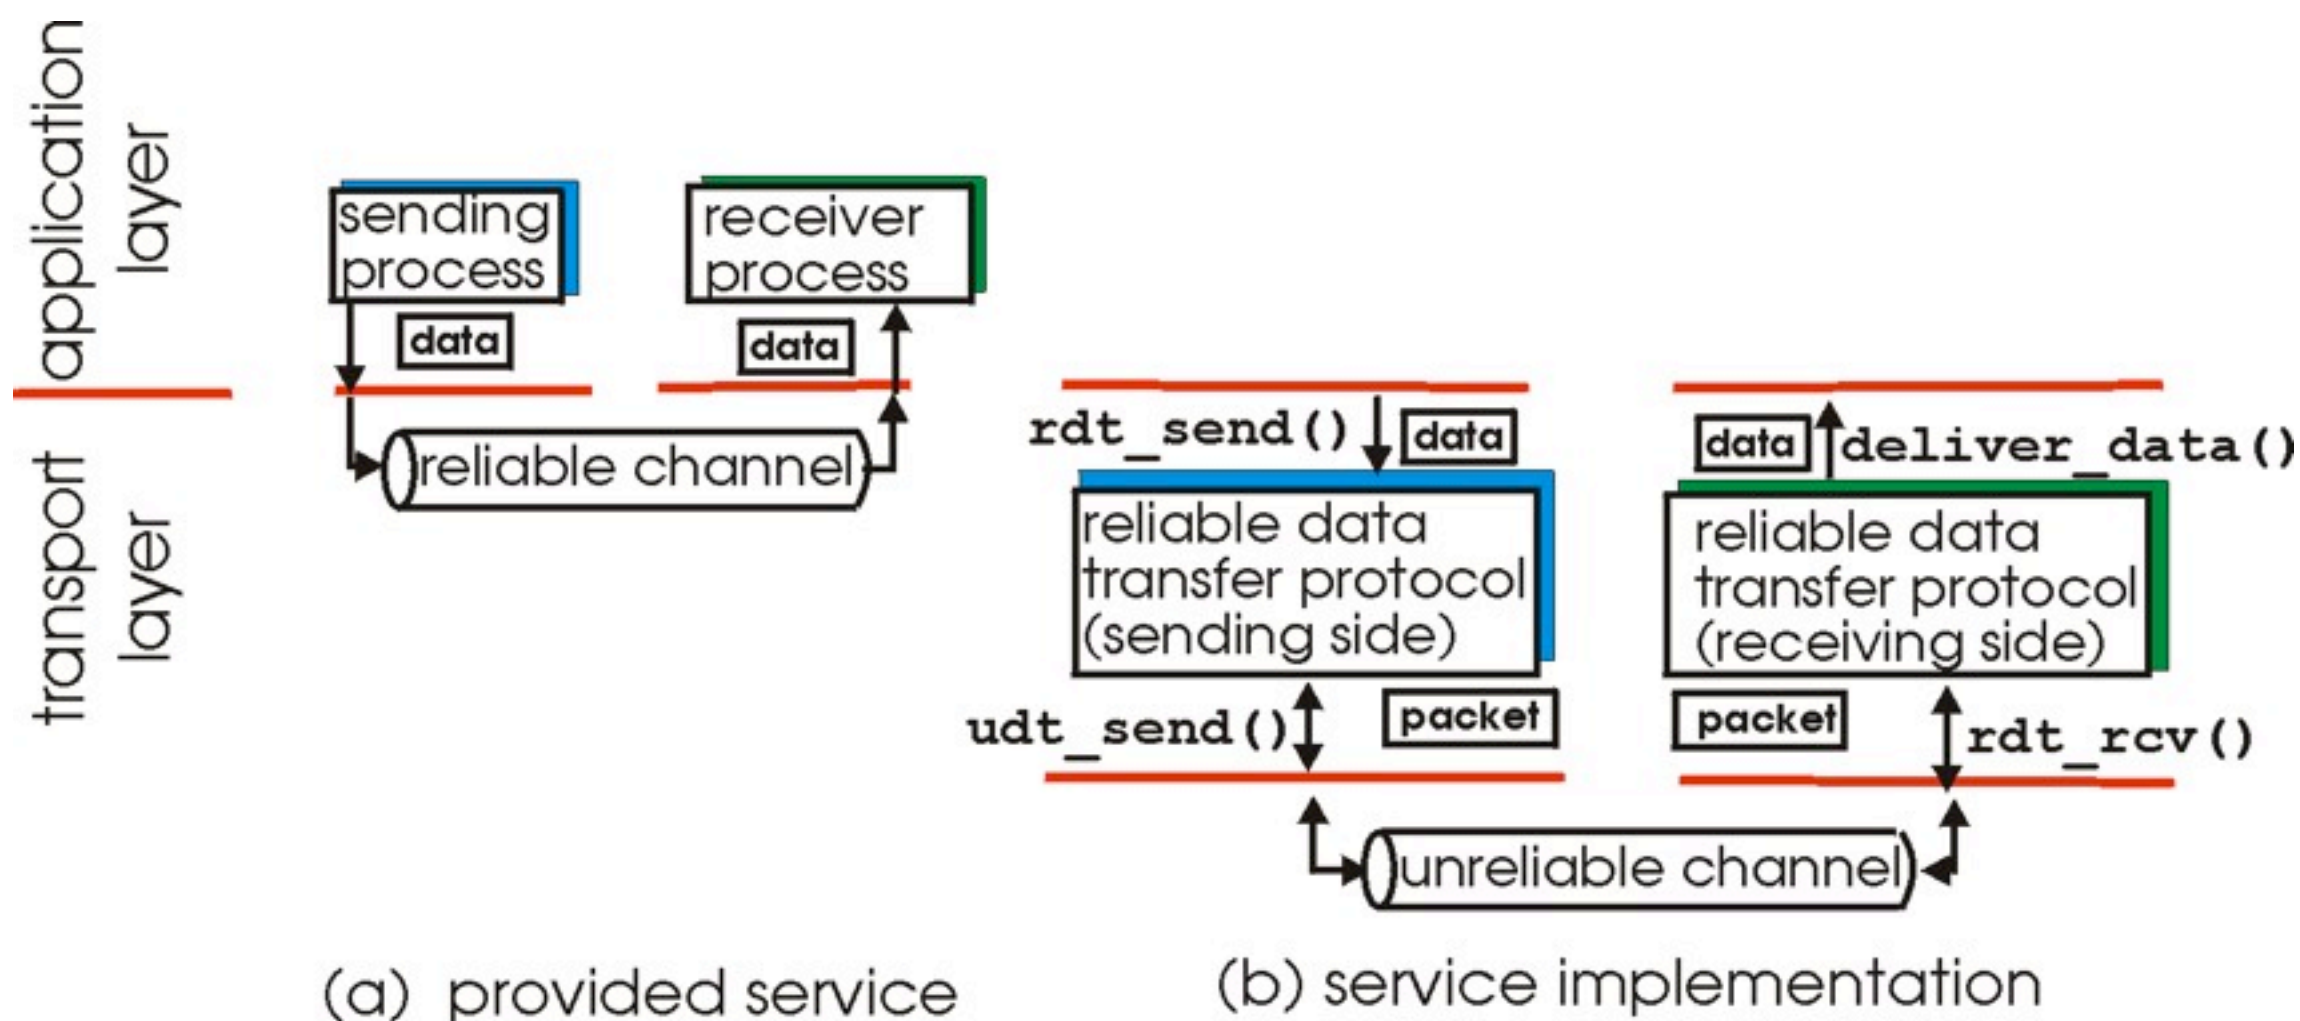 application
layer
transport
layer
sending
process
data
receiver
process
data
reliable channel
(a) provided service
rdt_send()
data
reliable data
transfer protocol
(sending side)
udt_send()
packet
data
deliver_data()
reliable data
transfer protocol
(receiving side)
packet
rdt_rcv()
unreliable channel
(b) service implementation